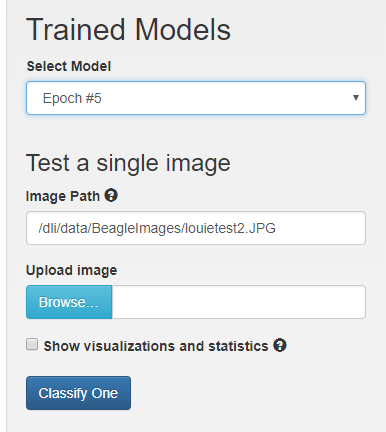 Trained Models
Select Model
Epoch #5
Test a single image
Image Path ?
/dli/data/BeagleImages/louietest2.JPG
Upload image
Browse...
Show visualizations and statistics ?
Classify One